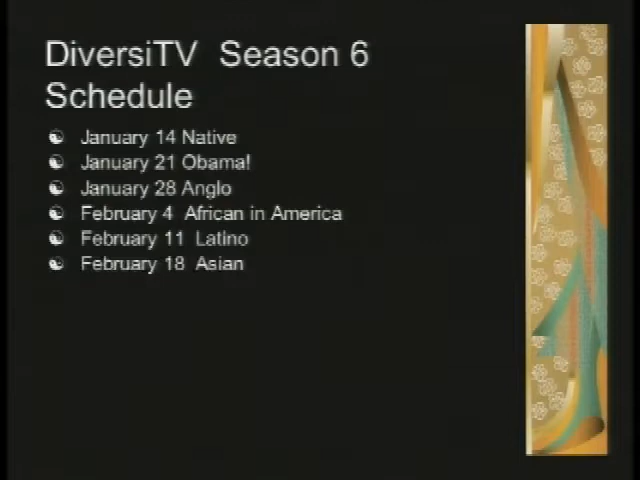 DiversiTV Season 6
Schedule
January 14 Native
January 21 Obama!
January 28 Anglo
February 4 African in America
February 11 Latino
February 18 Asian